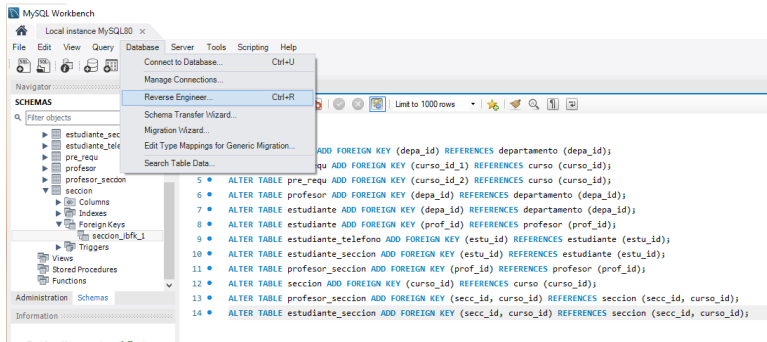 MySQL Workbench
Local instance MySQL80 ×
File Edit View Query Database Server Tools Scripting Help
Connect to Database... Ctrl+U
Manage Connections...
Reverse Engineer... Ctrl+R
Schema Transfer Wizard...
Migration Wizard...
Edit Type Mappings for Generic Migration...
Search Table Data...
Navigator
SCHEMAS
Filter objects
estudiante_sec
estudiante_tele
pre_requ
profesor
profesor_seccion
seccion
Columns
Indexes
Foreign Keys
seccion_ibfk_1
Triggers
Views
Stored Procedures
Functions
Administration Schemas
Information
Limit to 1000 rows
ADD FOREIGN KEY (depa_id) REFERENCES departamento (depa_id);
qu ADD FOREIGN KEY (curso_id_1) REFERENCES curso (curso_id);
5 ALTER TABLE pre_requ ADD FOREIGN KEY (curso_id_2) REFERENCES curso (curso_id);
6 ALTER TABLE profesor ADD FOREIGN KEY (depa_id) REFERENCES departamento (depa_id);
7 ALTER TABLE estudiante ADD FOREIGN KEY (depa_id) REFERENCES departamento (depa_id);
8 ALTER TABLE estudiante ADD FOREIGN KEY (prof_id) REFERENCES profesor (prof_id);
9 ALTER TABLE estudiante_telefono ADD FOREIGN KEY (estu_id) REFERENCES estudiante (estu_id);
10 ALTER TABLE estudiante_seccion ADD FOREIGN KEY (estu_id) REFERENCES estudiante (estu_id);
11 ALTER TABLE profesor_seccion ADD FOREIGN KEY (prof_id) REFERENCES profesor (prof_id);
12 ALTER TABLE seccion ADD FOREIGN KEY (curso_id) REFERENCES curso (curso_id);
13 ALTER TABLE profesor_seccion ADD FOREIGN KEY (secc_id, curso_id) REFERENCES seccion (secc_id, curso_id);
14 ALTER TABLE estudiante_seccion ADD FOREIGN KEY (secc_id, curso_id) REFERENCES seccion (secc_id, curso_id);